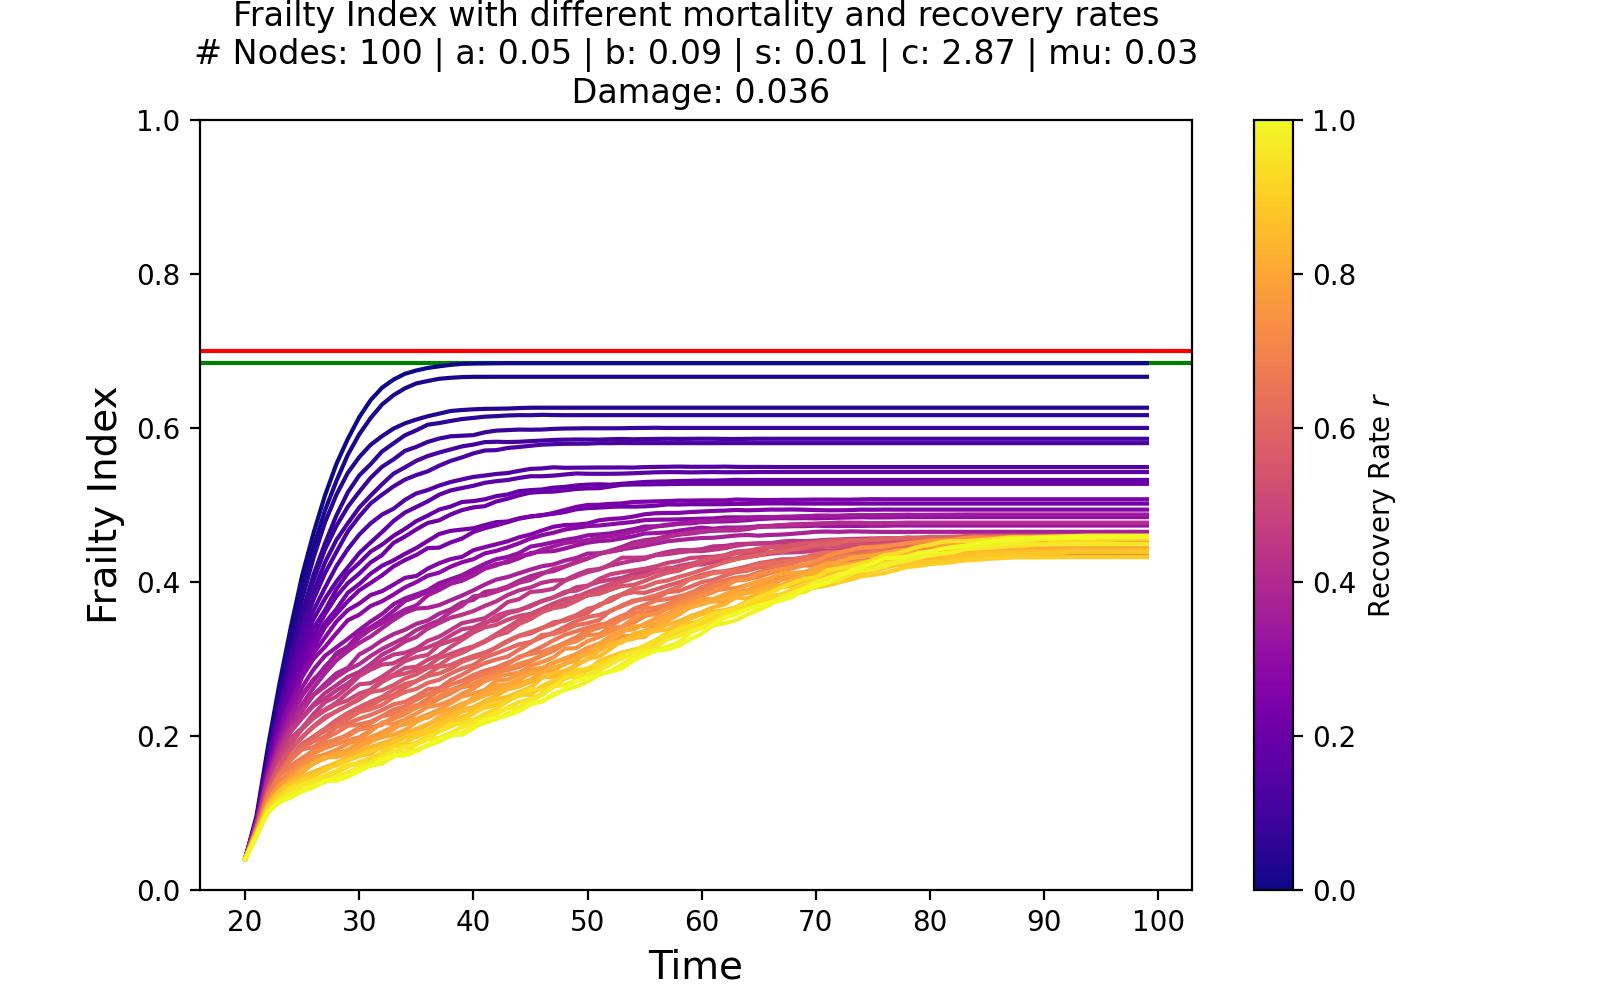 Frailty Index with different mortality and recovery rates
# Nodes: 100 | a: 0.05 | b: 0.09 | s: 0.01 | c: 2.87 | mu: 0.03
Damage: 0.036
1.0
0.8
0.6
0.4
0.2
0.0
Frailty Index
20 30 40 50 60 70 80 90 100
Time
1.0
0.8
0.6
0.4
0.2
0.0
Recovery Rate r